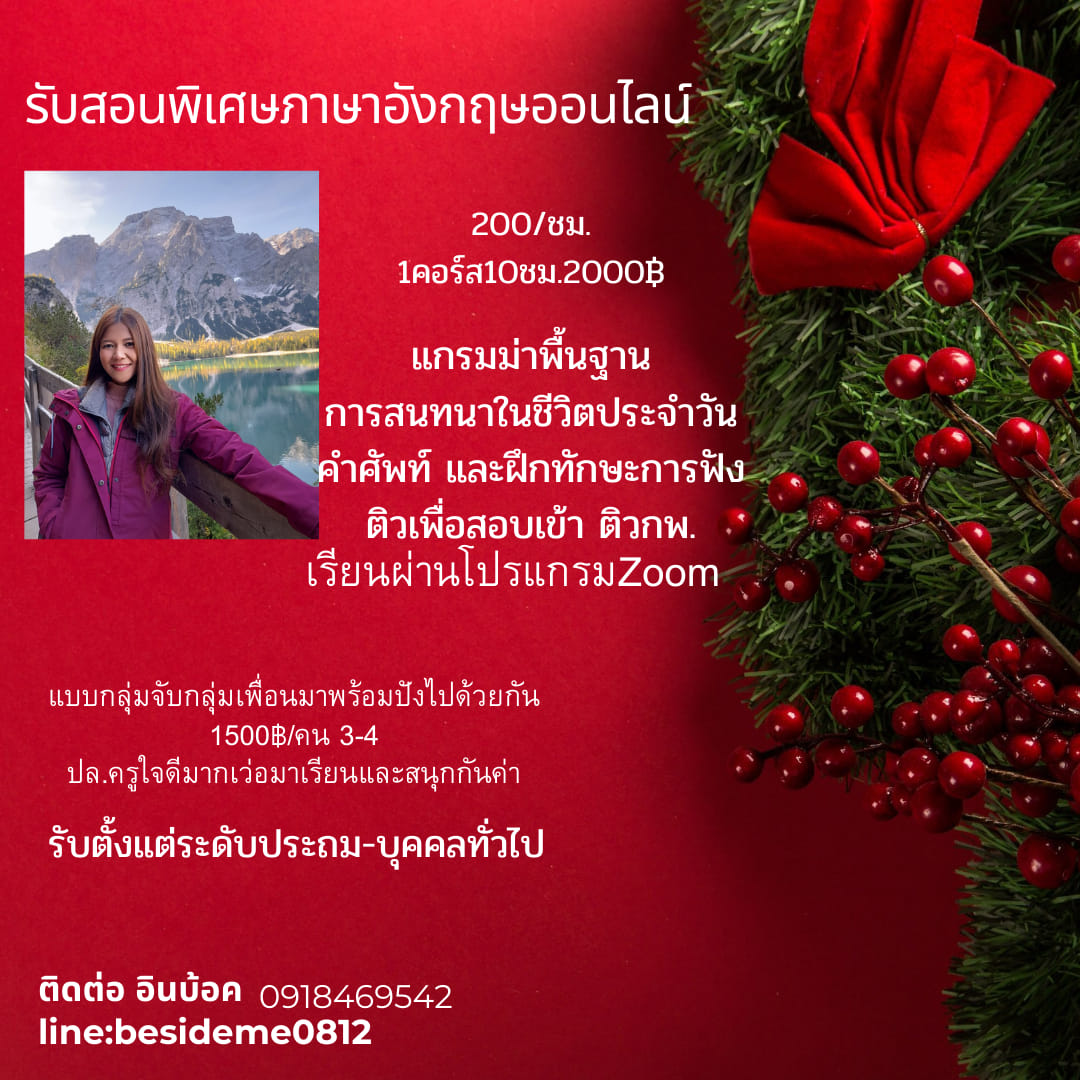 รับสอนพิเศษภาษาอังกฤษออนไลน์
200/ชม.
1คอร์ส10ชม.2000฿
แกรมม่าพื้นฐาน
การสนทนาในชีวิตประจำวัน
คำศัพท์ และฝึกทักษะการฟัง
ติวเพื่อสอบเข้า ติวกพ.
เรียนผ่านโปรแกรมZoom
แบบกลุ่มจับกลุ่มเพื่อนมาพร้อมปังไปด้วยกัน
1500฿/คน 3-4
ปล.ครูใจดีมากเว่อมาเรียนและสนุกกันค่า
รับตั้งแต่ระดับประถม-บุคคลทั่วไป
ติดต่อ อินบ้อค 0918469542
line:besideme0812